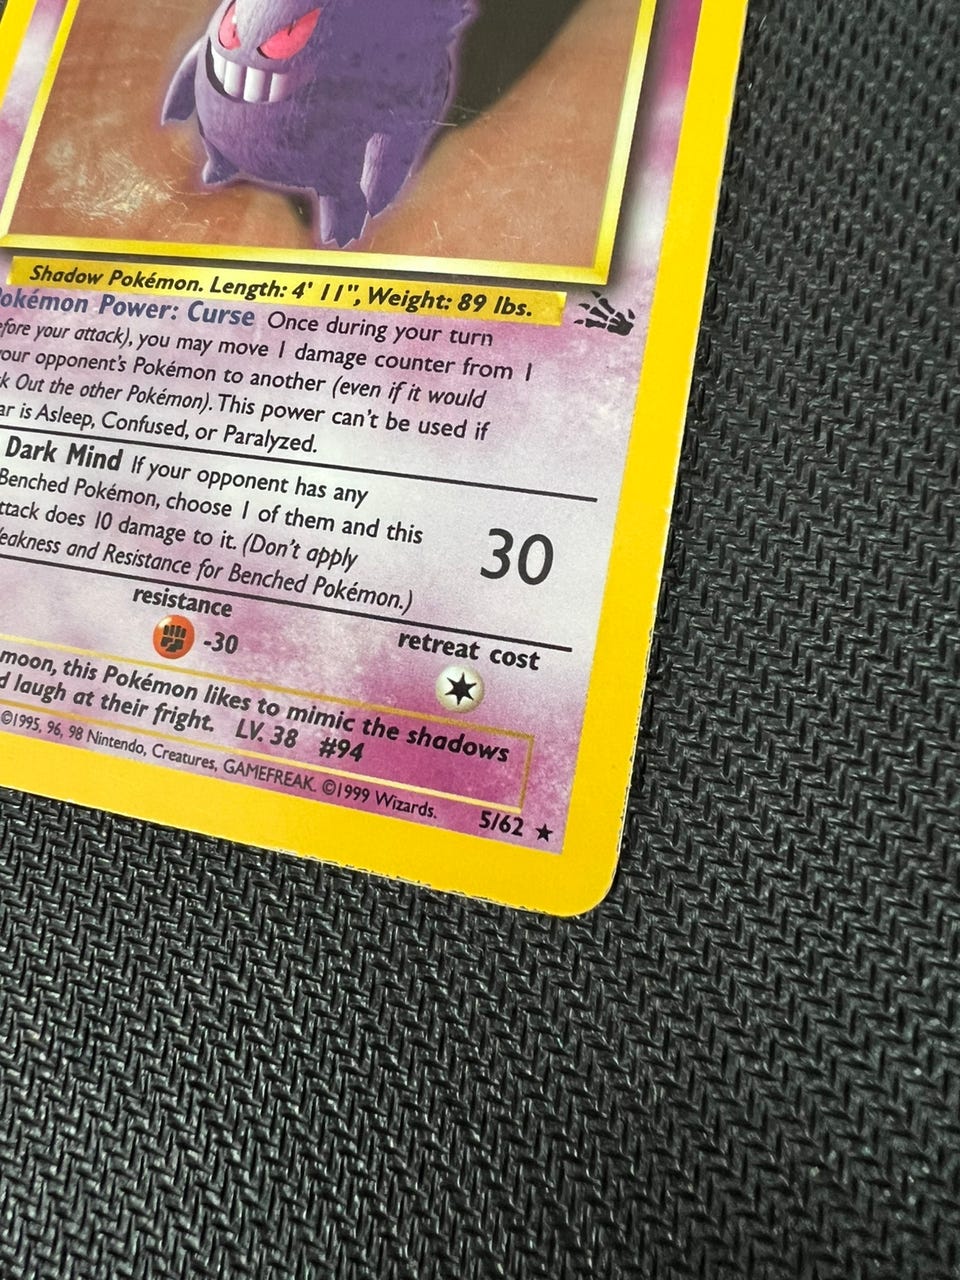 Shadow Pokémon. Length: 4' 11", Weight: 89 lbs.
Pokémon Power: Curse Once during your turn
before your attack), you may move 1 damage counter from 1
our opponent's Pokémon to another (even if it would
k Out the other Pokémon). This power can't be used if
ar is Asleep, Confused, or Paralyzed.
Dark Mind If your opponent has any
Benched Pokémon, choose 1 of them and this
ttack does 10 damage to it. (Don't apply
eakness and Resistance for Benched Pokémon.)
30
resistance
-30
retreat cost
moon, this Pokémon likes to mimic the shadows
d laugh at their fright. LV. 38 #94
©1995, 96, 98 Nintendo, Creatures, GAMEFREAK. ©1999 Wizards.
5/62 ★